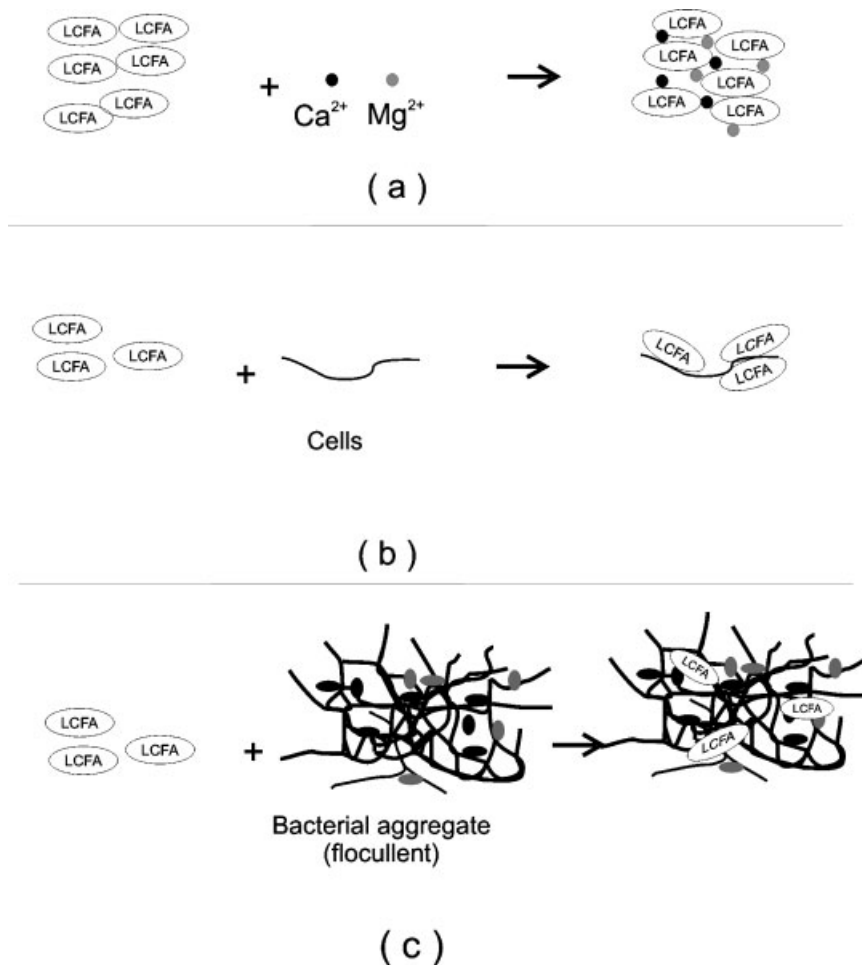 LCFA LCFA
LCFA LCFA
LCFA LCFA
+
Ca²⁺ Mg²⁺
LCFA
LCFA LCFA
LCFA
LCFA LCFA
( a )
LCFA
LCFA LCFA
+
Cells
LCFA LCFA
LCFA
( b )
LCFA
LCFA LCFA
+
Bacterial aggregate
(flocullent)
LCFA
LCFA
LCFA
( c )